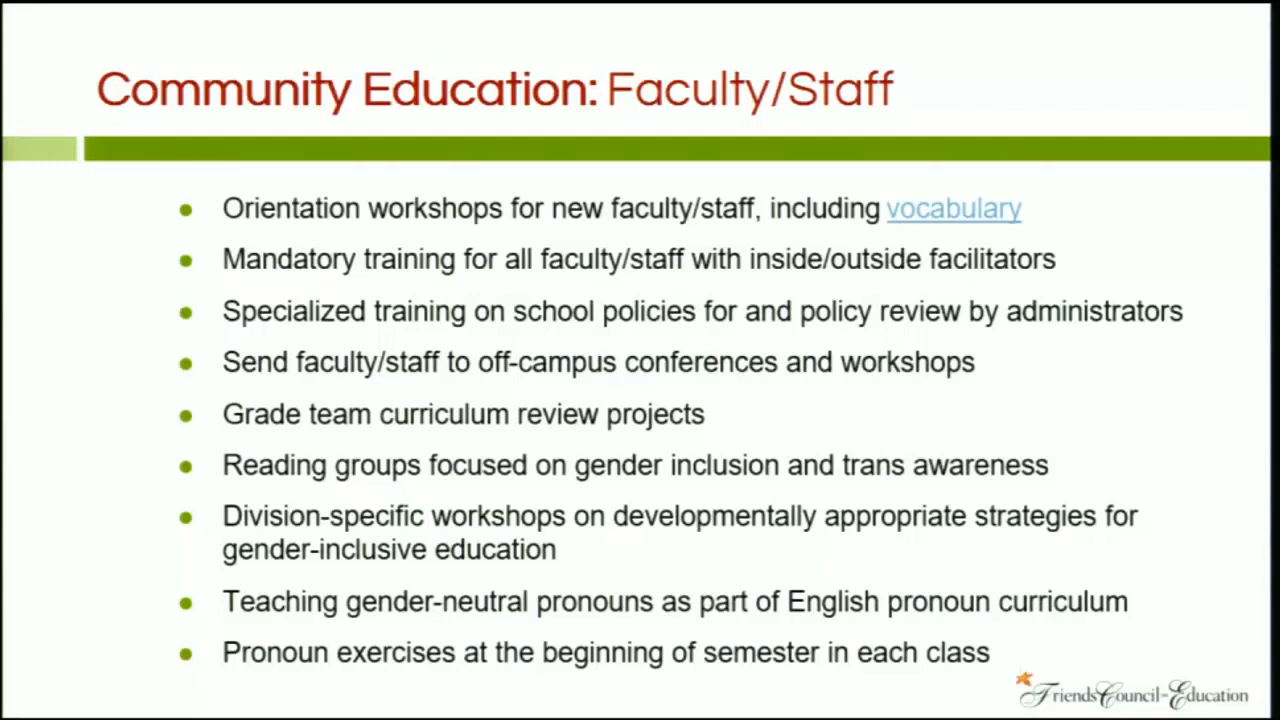 Community Education: Faculty/Staff
Orientation workshops for new faculty/staff, including vocabulary
Mandatory training for all faculty/staff with inside/outside facilitators
Specialized training on school policies for and policy review by administrators
Send faculty/staff to off-campus conferences and workshops
Grade team curriculum review projects
Reading groups focused on gender inclusion and trans awareness
Division-specific workshops on developmentally appropriate strategies for
gender-inclusive education
Teaching gender-neutral pronouns as part of English pronoun curriculum
Pronoun exercises at the beginning of semester in each class
Friends Council on Education